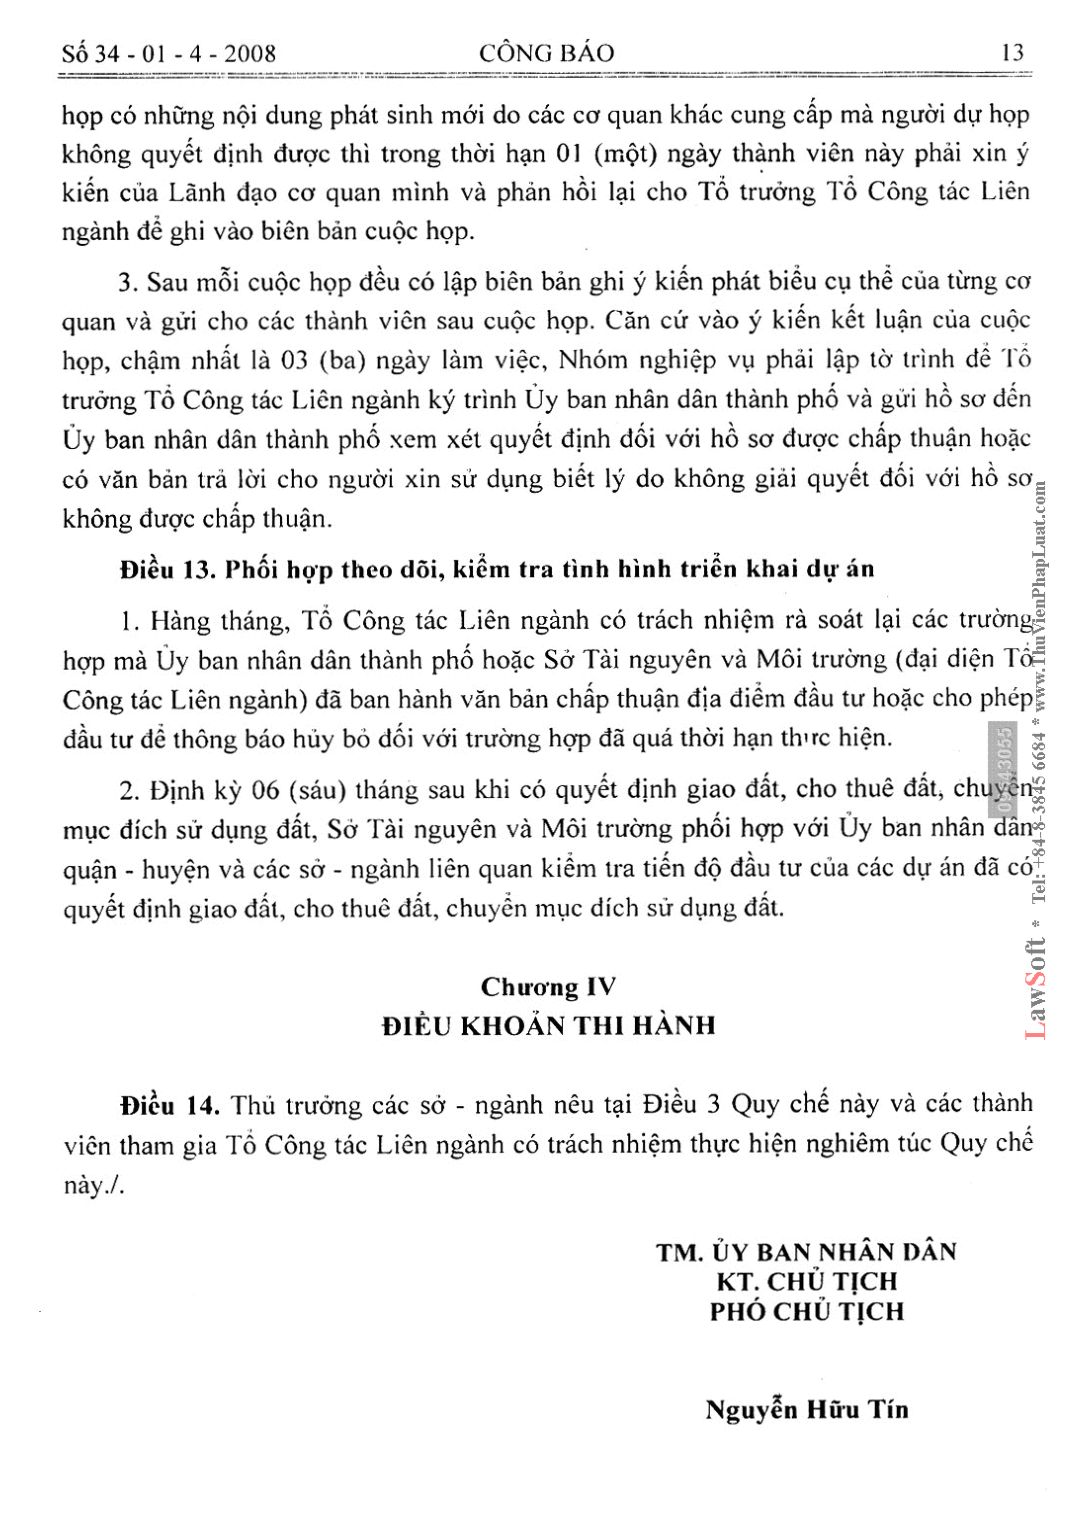 Số 34 - 01 - 4 - 2008 CÔNG BÁO 13
họp có những nội dung phát sinh mới do các cơ quan khác cung cấp mà người dự họp
không quyết định được thì trong thời hạn 01 (một) ngày thành viên này phải xin ý
kiến của Lãnh đạo cơ quan mình và phản hồi lại cho Tổ trưởng Tổ Công tác Liên
ngành để ghi vào biên bản cuộc họp.
3. Sau mỗi cuộc họp đều có lập biên bản ghi ý kiến phát biểu cụ thể của từng cơ
quan và gửi cho các thành viên sau cuộc họp. Căn cứ vào ý kiến kết luận của cuộc
họp, chậm nhất là 03 (ba) ngày làm việc, Nhóm nghiệp vụ phải lập tờ trình để Tổ
trưởng Tổ Công tác Liên ngành ký trình Ủy ban nhân dân thành phố và gửi hồ sơ đến
Ủy ban nhân dân thành phố xem xét quyết định đối với hồ sơ được chấp thuận hoặc
có văn bản trả lời cho người xin sử dụng biết lý do không giải quyết đối với hồ sơ
không được chấp thuận.
Điều 13. Phối hợp theo dõi, kiểm tra tình hình triển khai dự án
1. Hàng tháng, Tổ Công tác Liên ngành có trách nhiệm rà soát lại các trường
hợp mà Ủy ban nhân dân thành phố hoặc Sở Tài nguyên và Môi trường (đại diện Tổ
Công tác Liên ngành) đã ban hành văn bản chấp thuận địa điểm đầu tư hoặc cho phép
đầu tư để thông báo hủy bỏ đối với trường hợp đã quá thời hạn thực hiện.
2. Định kỳ 06 (sáu) tháng sau khi có quyết định giao đất, cho thuê đất, chuyển
mục đích sử dụng đất, Sở Tài nguyên và Môi trường phối hợp với Ủy ban nhân dân
quận - huyện và các sở - ngành liên quan kiểm tra tiến độ đầu tư của các dự án đã có
quyết định giao đất, cho thuê đất, chuyển mục đích sử dụng đất.
Chương IV
ĐIỀU KHOẢN THI HÀNH
Điều 14. Thủ trưởng các sở - ngành nêu tại Điều 3 Quy chế này và các thành
viên tham gia Tổ Công tác Liên ngành có trách nhiệm thực hiện nghiêm túc Quy chế
này./.
TM. ỦY BAN NHÂN DÂN
KT. CHỦ TỊCH
PHÓ CHỦ TỊCH
Nguyễn Hữu Tín
LawSoft * Tel: +84-8-3845 6684 * www.ThuVienPhapLuat.com